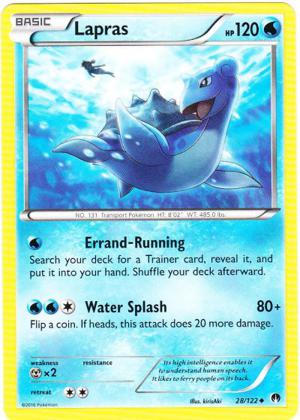 BASIC
Lapras
HP 120
NO. 131 Transport Pokémon HT: 8'02" WT: 485.0 lbs.
Errand-Running
Search your deck for a Trainer card, reveal it, and
put it into your hand. Shuffle your deck afterward.
Water Splash 80+
Flip a coin. If heads, this attack does 20 more damage.
weakness resistance
×2
retreat
Its high intelligence enables it
to understand human speech.
It likes to ferry people on its back.
©2016 Pokémon
Illus. kirisAki
28/122